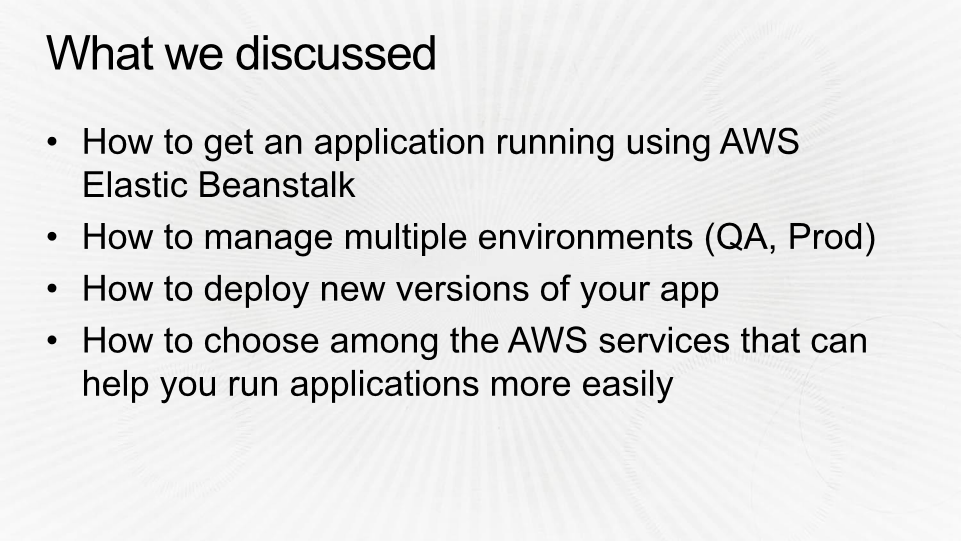 What we discussed
• How to get an application running using AWS
Elastic Beanstalk
• How to manage multiple environments (QA, Prod)
• How to deploy new versions of your app
• How to choose among the AWS services that can
help you run applications more easily